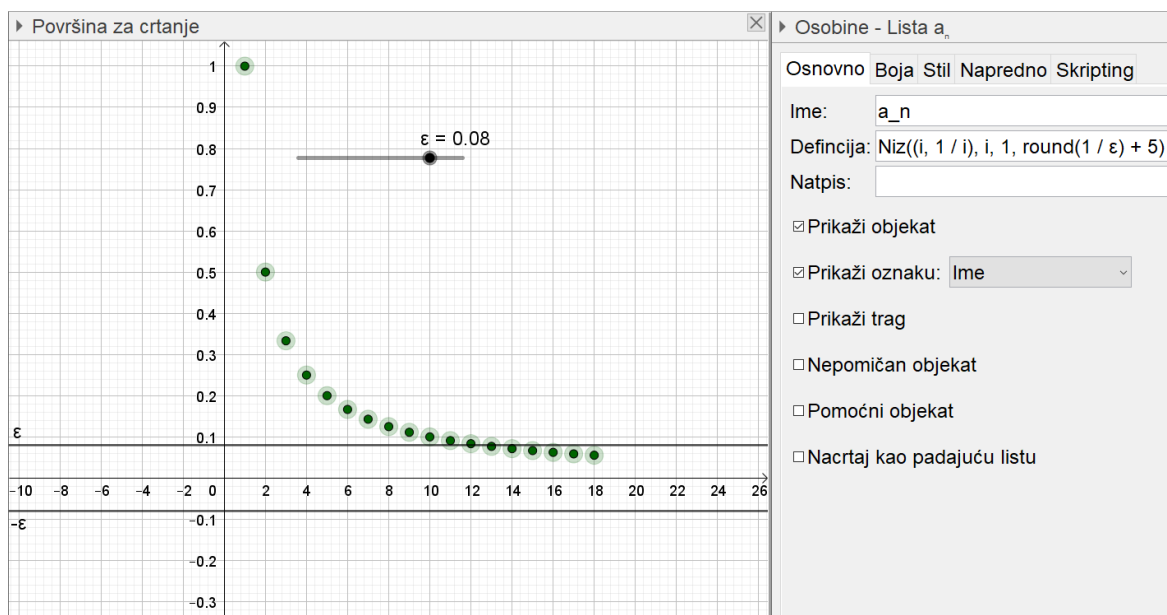 Površina za crtanje
1
0.9
ε = 0.08
0.8
0.7
0.6
0.5
0.4
0.3
0.2
ε
0.1
−10 −8 −6 −4 −2 0 2 4 6 8 10 12 14 16 18 20 22 24 26
-ε
−0.1
−0.2
−0.3
Osobine - Lista aₙ
Osnovno Boja Stil Napredno Skripting
Ime: a_n
Defincija: Niz((i, 1 / i), i, 1, round(1 / ε) + 5)
Natpis:
Prikaži objekat
Prikaži oznaku: Ime
Prikaži trag
Nepomičan objekat
Pomoćni objekat
Nacrtaj kao padajuću listu